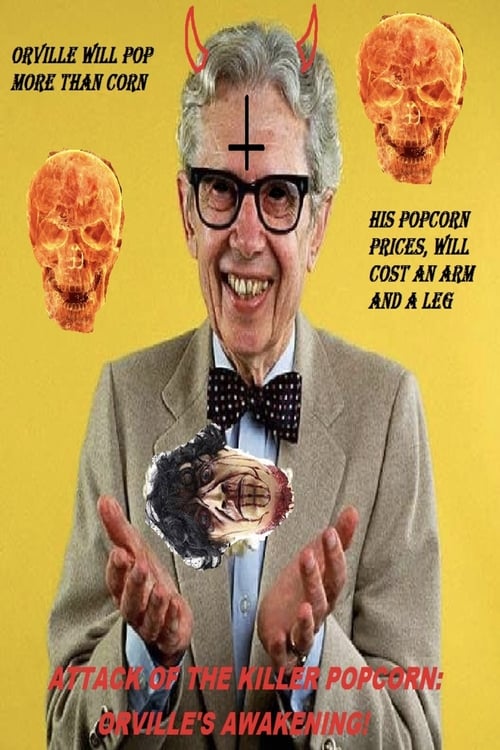 ORVILLE WILL POP
MORE THAN CORN
HIS POPCORN
PRICES, WILL
COST AN ARM
AND A LEG
ATTACK OF THE KILLER POPCORN:
ORVILLE'S AWAKENING!